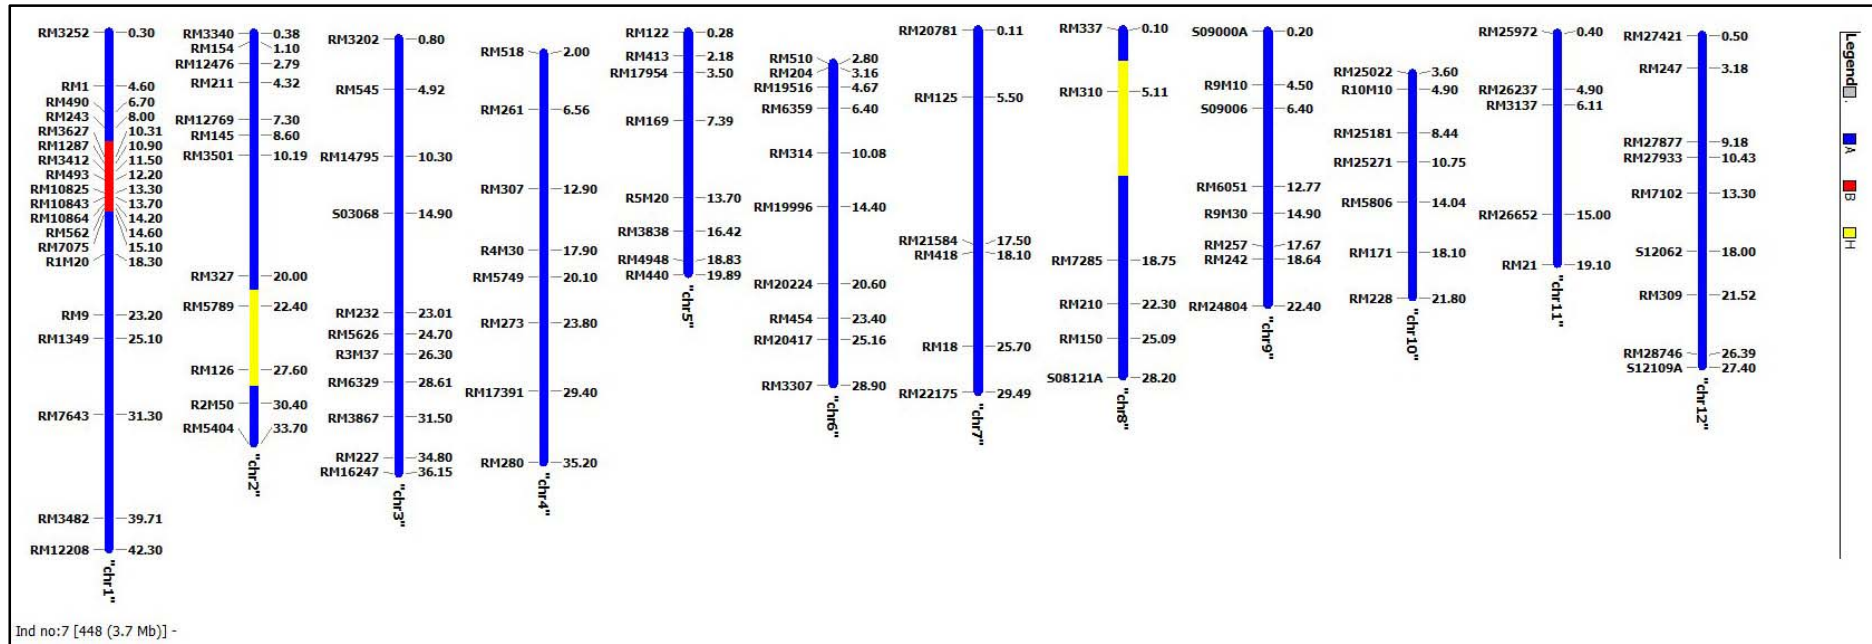 RM3252 0.30
RM1 4.60
RM490 6.70
RM243 8.00
RM3627 10.31
RM1287 10.90
RM3412 11.50
RM493 12.20
RM10825 13.30
RM10843 13.70
RM10864 14.20
RM562 14.60
RM7075 15.10
R1M20 18.30
RM9 23.20
RM1349 25.10
RM7643 31.30
RM3482 39.71
RM12208 42.30
"chr1"
RM3340 0.38
RM154 1.10
RM12476 2.79
RM211 4.32
RM12769 7.30
RM145 8.60
RM3501 10.19
RM327 20.00
RM5789 22.40
RM126 27.60
R2M50 30.40
RM5404 33.70
"chr2"
RM3202 0.80
RM545 4.92
RM14795 10.30
S03068 14.90
RM232 23.01
RM5626 24.70
R3M37 26.30
RM6329 28.61
RM3867 31.50
RM227 34.80
RM16247 36.15
"chr3"
RM518 2.00
RM261 6.56
RM307 12.90
R4M30 17.90
RM5749 20.10
RM273 23.80
RM17391 29.40
RM280 35.20
"chr4"
RM122 0.28
RM413 2.18
RM17954 3.50
RM169 7.39
R5M20 13.70
RM3838 16.42
RM4948 18.83
RM440 19.89
"chr5"
RM510 2.80
RM204 3.16
RM19516 4.67
RM6359 6.40
RM314 10.08
RM19996 14.40
RM20224 20.60
RM454 23.40
RM20417 25.16
RM3307 28.90
"chr6"
RM20781 0.11
RM125 5.50
RM21584 17.50
RM418 18.10
RM18 25.70
RM22175 29.49
"chr7"
RM337 0.10
RM310 5.11
RM7285 18.75
RM210 22.30
RM150 25.09
S08121A 28.20
"chr8"
S09000A 0.20
R9M10 4.50
S09006 6.40
RM6051 12.77
R9M30 14.90
RM257 17.67
RM242 18.64
RM24804 22.40
"chr9"
RM25022 3.60
R10M10 4.90
RM25181 8.44
RM25271 10.75
RM5806 14.04
RM171 18.10
RM228 21.80
"chr10"
RM25972 0.40
RM26237 4.90
RM3137 6.11
RM26652 15.00
RM21 19.10
"chr11"
RM27421 0.50
RM247 3.18
RM27877 9.18
RM27933 10.43
RM7102 13.30
S12062 18.00
RM309 21.52
RM28746 26.39
S12109A 27.40
"chr12"
Legend
.
A
B
H
Ind no:7 [448 (3.7 Mb)] -